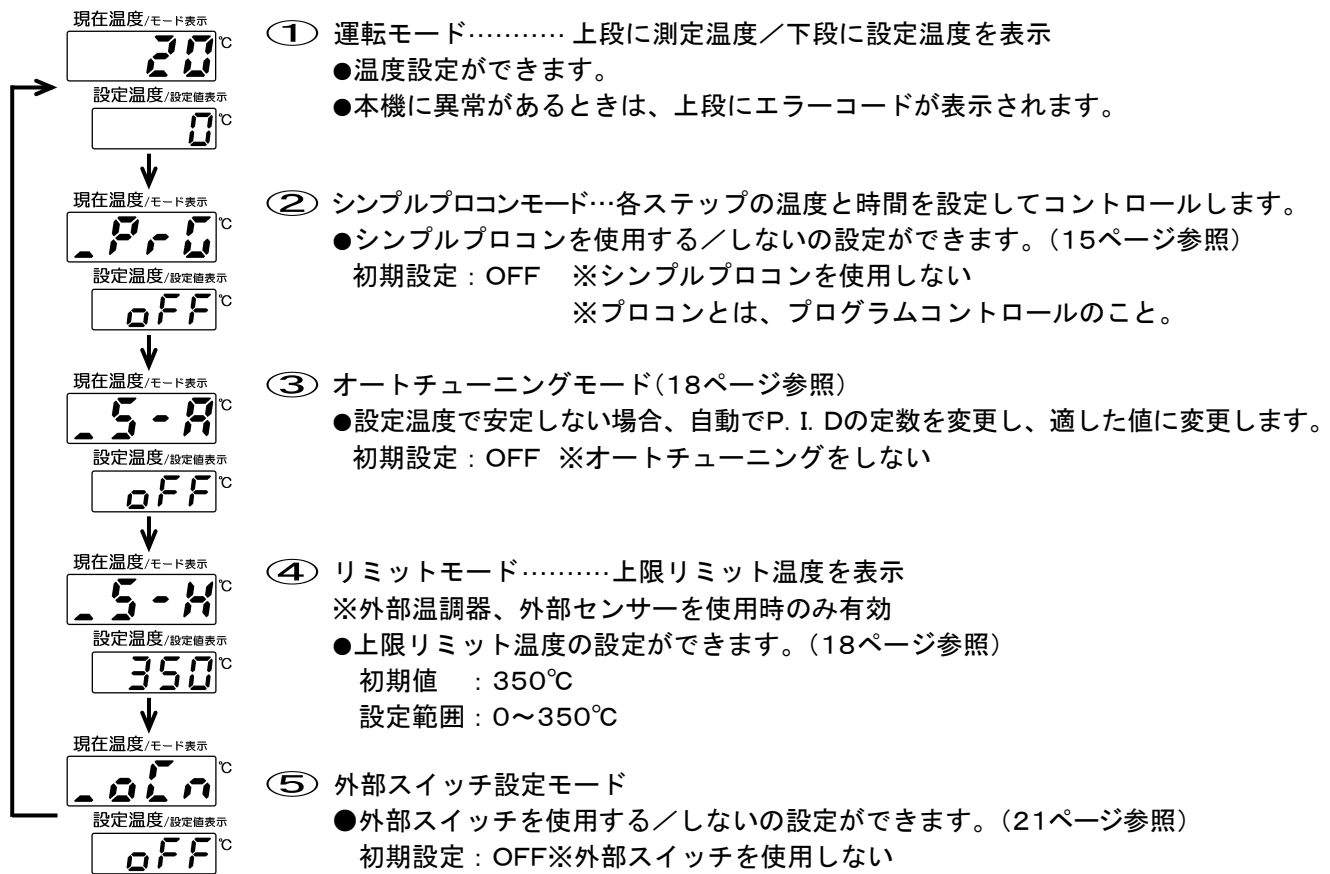 現在温度/モード表示
20℃
設定温度/設定値表示
0℃
① 運転モード………… 上段に測定温度／下段に設定温度を表示
●温度設定ができます。
●本機に異常があるときは、上段にエラーコードが表示されます。
現在温度/モード表示
_PrG℃
設定温度/設定値表示
oFF℃
② シンプルプロコンモード…各ステップの温度と時間を設定してコントロールします。
●シンプルプロコンを使用する／しないの設定ができます。（15ページ参照）
初期設定：OFF ※シンプルプロコンを使用しない
※プロコンとは、プログラムコントロールのこと。
現在温度/モード表示
_S-A℃
設定温度/設定値表示
oFF℃
③ オートチューニングモード（18ページ参照）
●設定温度で安定しない場合、自動でP. I. Dの定数を変更し、適した値に変更します。
初期設定：OFF ※オートチューニングをしない
現在温度/モード表示
_S-H℃
設定温度/設定値表示
350℃
④ リミットモード………‥上限リミット温度を表示
※外部温調器、外部センサーを使用時のみ有効
●上限リミット温度の設定ができます。（18ページ参照）
初期値　：350℃
設定範囲：0～350℃
現在温度/モード表示
_oCn℃
設定温度/設定値表示
oFF℃
⑤ 外部スイッチ設定モード
●外部スイッチを使用する／しないの設定ができます。（21ページ参照）
初期設定：OFF※外部スイッチを使用しない